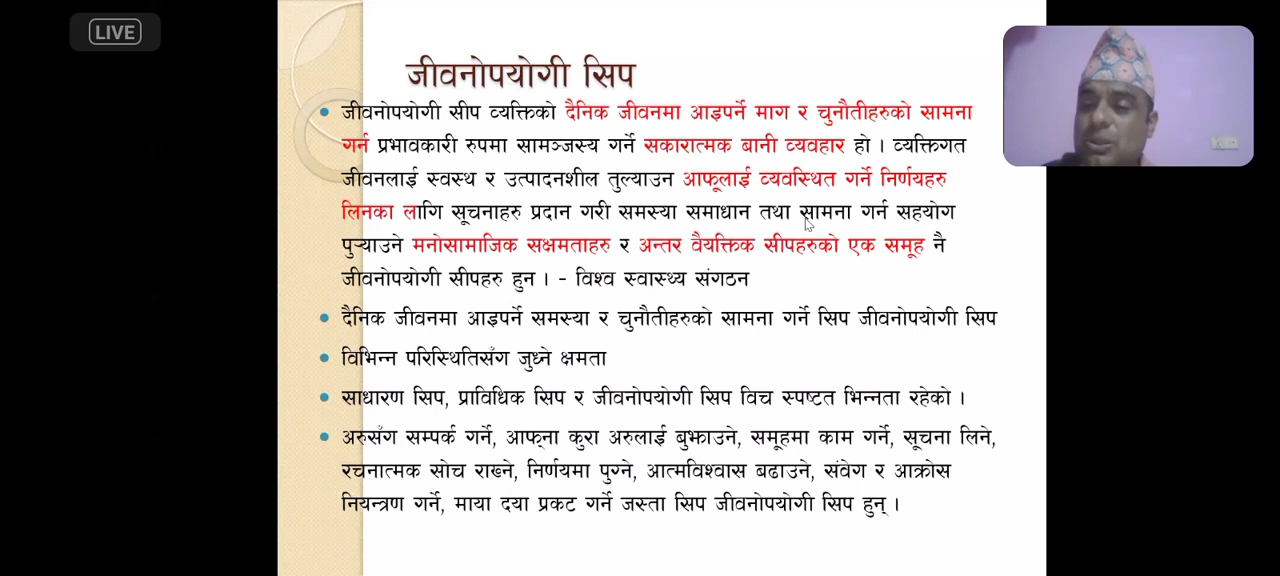 LIVE
जीवनोपयोगी सिप
जीवनोपयोगी सीप व्यक्तिको दैनिक जीवनमा आइपर्ने माग र चुनौतीहरुको सामना
गर्न प्रभावकारी रुपमा सामञ्जस्य गर्ने सकारात्मक बानी व्यवहार हो । व्यक्तिगत
जीवनलाई स्वस्थ र उत्पादनशील तुल्याउन आफूलाई व्यवस्थित गर्ने निर्णयहरु
लिनका लागि सूचनाहरु प्रदान गरी समस्या समाधान तथा सामना गर्न सहयोग
पुऱ्याउने मनोसामाजिक सक्षमताहरु र अन्तर वैयक्तिक सीपहरुको एक समूह नै
जीवनोपयोगी सीपहरु हुन । - विश्व स्वास्थ्य संगठन
दैनिक जीवनमा आइपर्ने समस्या र चुनौतीहरुको सामना गर्ने सिप जीवनोपयोगी सिप
विभिन्न परिस्थितिसँग जुध्ने क्षमता
साधारण सिप, प्राविधिक सिप र जीवनोपयोगी सिप विच स्पष्टत भिन्नता रहेको ।
अरुसँग सम्पर्क गर्ने, आफ्ना कुरा अरुलाई बुझाउने, समूहमा काम गर्ने, सूचना लिने,
रचनात्मक सोच राख्ने, निर्णयमा पुग्ने, आत्मविश्वास बढाउने, संवेग र आक्रोस
नियन्त्रण गर्ने, माया दया प्रकट गर्ने जस्ता सिप जीवनोपयोगी सिप हुन् ।